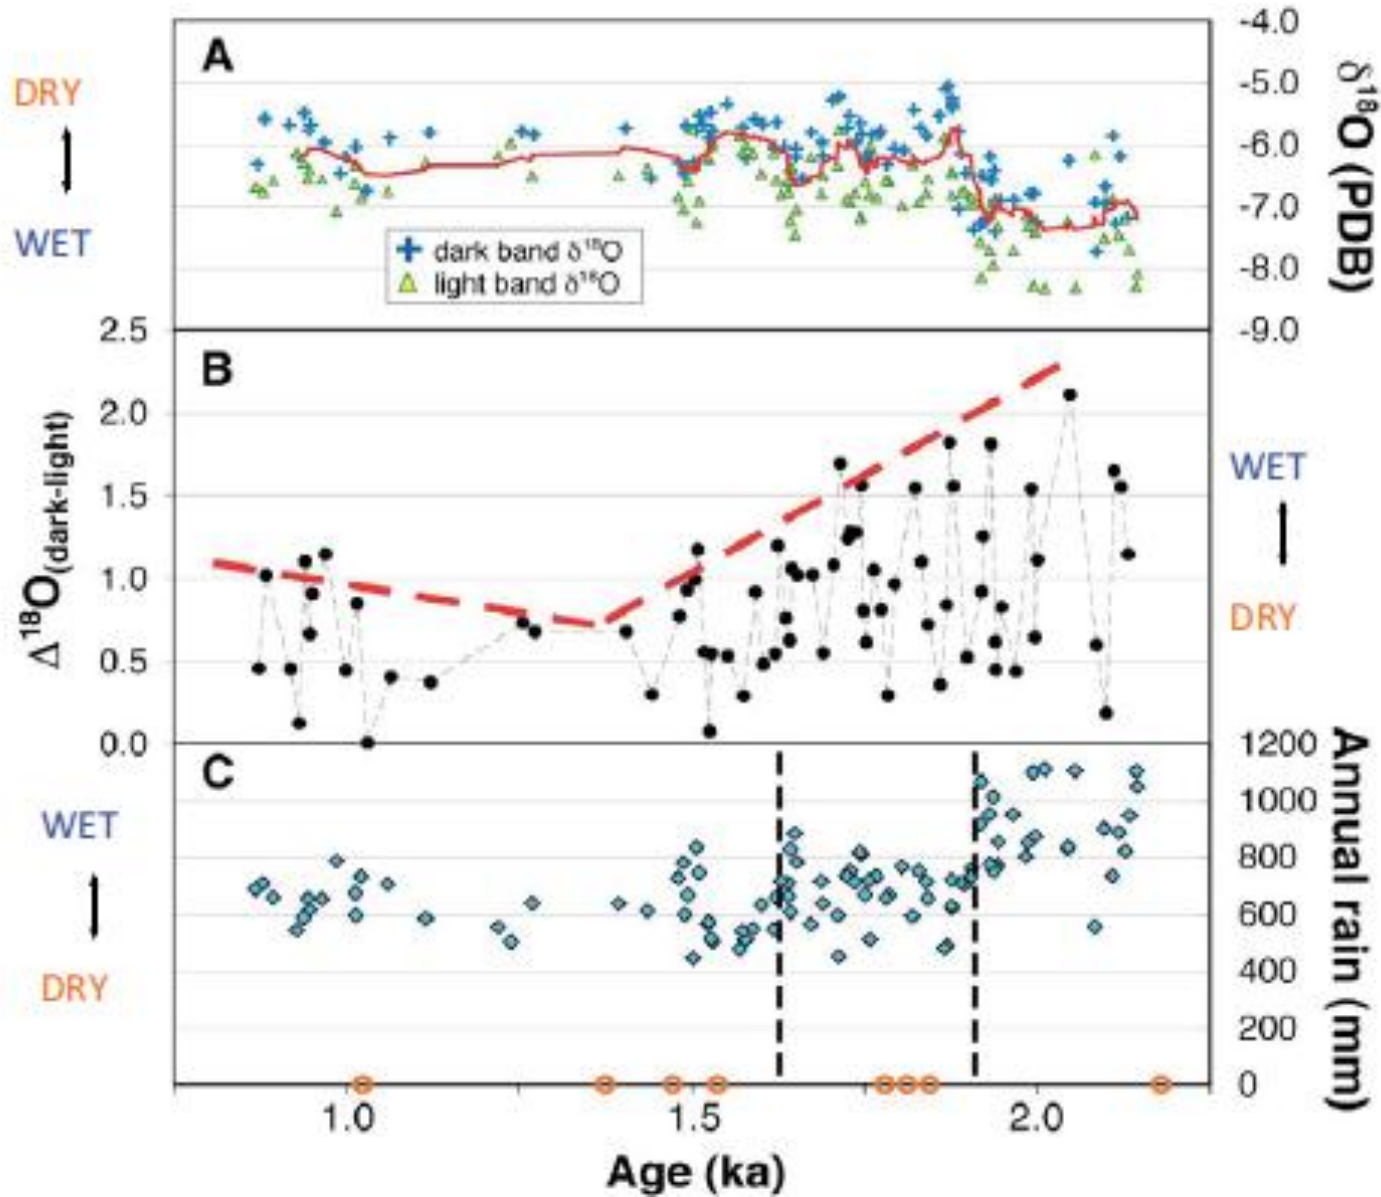 A
-4.0
-5.0
-6.0
-7.0
-8.0
-9.0
δ¹⁸O (PDB)
DRY
WET
dark band δ¹⁸O
light band δ¹⁸O
B
2.5
2.0
1.5
1.0
0.5
0.0
Δ¹⁸O(dark-light)
WET
DRY
C
WET
DRY
1200
1000
800
600
400
200
0
Annual rain (mm)
1.0 1.5 2.0
Age (ka)